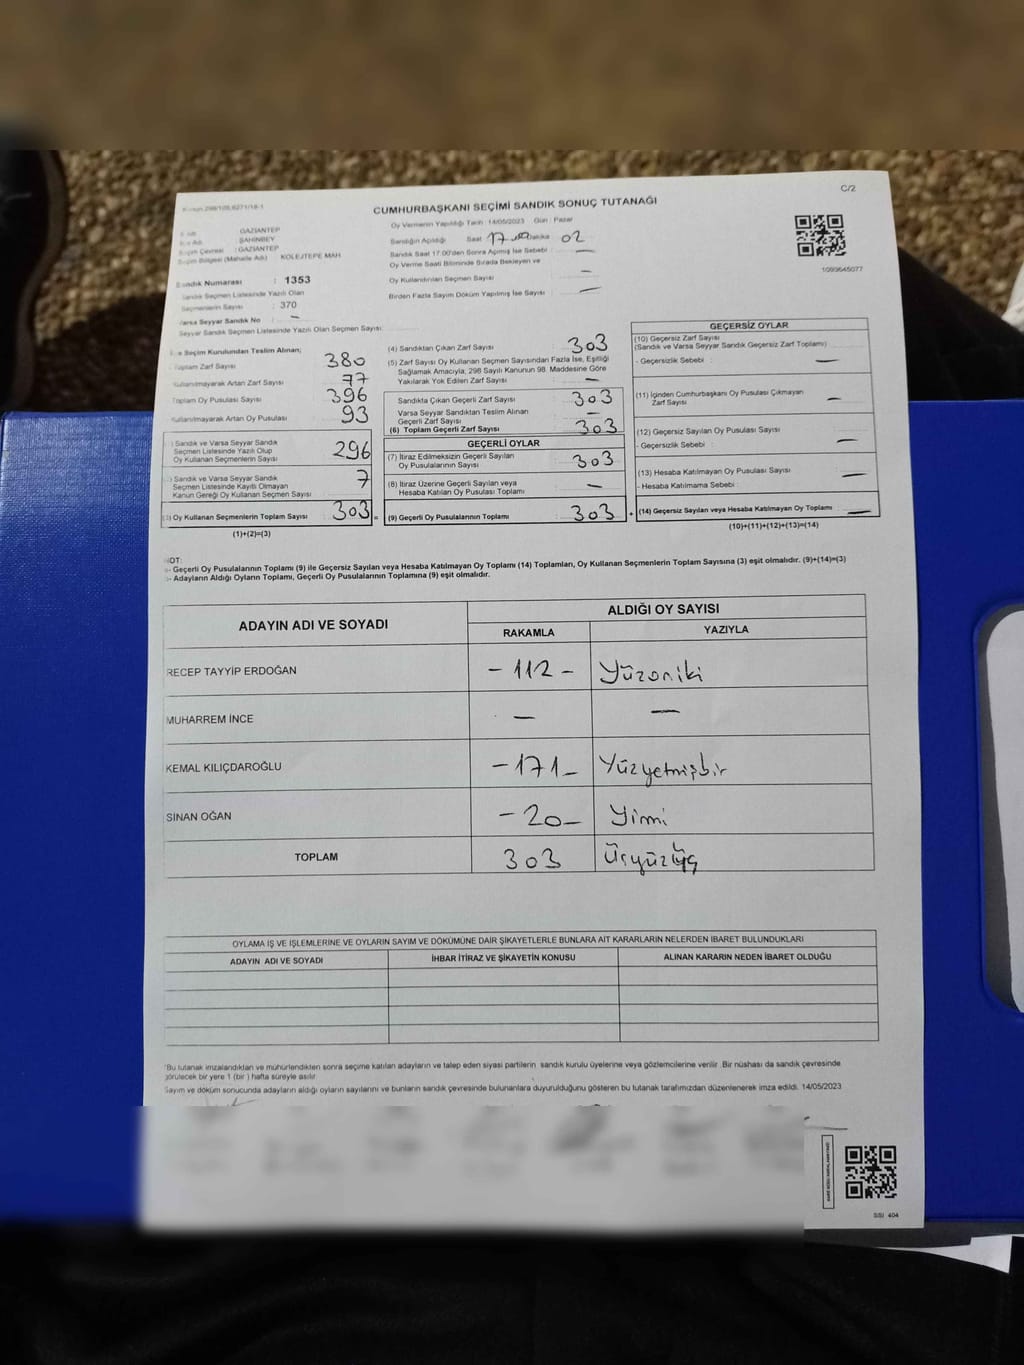 C/2
CUMHURBAŞKANI SEÇİMİ SANDIK SONUÇ TUTANAĞI
Oy Vermenin Yapıldığı Tarih : 14/05/2023 Gün : Pazar
GAZİANTEP
ŞAHİNBEY
: GAZİANTEP
KOLEJTEPE MAH
Sandık Numarası : 1353
Sandık Seçmen Listesinde Yazılı Olan
Seçmenlerin Sayısı : 370
Varsa Seyyar Sandık No –
Seyyar Sandık Seçmen Listesinde Yazılı Olan Seçmen Sayısı
Sandığın Açıldığı Saat 17 02
Sandık Saat 17.00'den Sonra Açılmış İse Sebebi –
Oy Verme Saati Bitiminde Sırada Bekleyen ve
Oy Kullandırılan Seçmen Sayısı –
Birden Fazla Sayım Döküm Yapılmış İse Sayısı –
1093645077
İlçe Seçim Kurulundan Teslim Alınan;
Toplam Zarf Sayısı 380
Kullanılmayarak Artan Zarf Sayısı 77
Toplam Oy Pusulası Sayısı 396
Kullanılmayarak Artan Oy Pusulası 93
Sandık ve Varsa Seyyar Sandık
Seçmen Listesinde Yazılı Olup
Oy Kullanan Seçmenlerin Sayısı 296
Sandık ve Varsa Seyyar Sandık
Seçmen Listesinde Kayıtlı Olmayan
Kanun Gereği Oy Kullanan Seçmen Sayısı 7
(3) Oy Kullanan Seçmenlerin Toplam Sayısı 303
(1)+(2)=(3)
(4) Sandıktan Çıkan Zarf Sayısı 303
(5) Zarf Sayısı Oy Kullanan Seçmen Sayısından Fazla İse, Eşitliği
Sağlamak Amacıyla, 298 Sayılı Kanunun 98. Maddesine Göre
Yakılarak Yok Edilen Zarf Sayısı –
Sandıkta Çıkan Geçerli Zarf Sayısı 303
Varsa Seyyar Sandıktan Teslim Alınan
Geçerli Zarf Sayısı –
(6) Toplam Geçerli Zarf Sayısı 303
GEÇERLİ OYLAR
(7) İtiraz Edilmeksizin Geçerli Sayılan
Oy Pusulalarının Sayısı 303
(8) İtiraz Üzerine Geçerli Sayılan veya
Hesaba Katılan Oy Pusulası Toplamı –
= (9) Geçerli Oy Pusulalarının Toplamı 303
GEÇERSİZ OYLAR
(10) Geçersiz Zarf Sayısı
(Sandık ve Varsa Seyyar Sandık Geçersiz Zarf Toplamı)
- Geçersizlik Sebebi : –
(11) İçinden Cumhurbaşkanı Oy Pusulası Çıkmayan
Zarf Sayısı –
(12) Geçersiz Sayılan Oy Pusulası Sayısı
- Geçersizlik Sebebi : –
(13) Hesaba Katılmayan Oy Pusulası Sayısı –
- Hesaba Katılmama Sebebi :
+ (14) Geçersiz Sayılan veya Hesaba Katılmayan Oy Toplamı –
(10)+(11)+(12)+(13)=(14)
NOT:
- Geçerli Oy Pusulalarının Toplamı (9) ile Geçersiz Sayılan veya Hesaba Katılmayan Oy Toplamı (14) Toplamları, Oy Kullanan Seçmenlerin Toplam Sayısına (3) eşit olmalıdır. (9)+(14)=(3)
- Adayların Aldığı Oyların Toplamı, Geçerli Oy Pusulalarının Toplamına (9) eşit olmalıdır.
ADAYIN ADI VE SOYADI ALDIĞI OY SAYISI
RAKAMLA YAZIYLA
RECEP TAYYİP ERDOĞAN – 112 – Yüzoniki
MUHARREM İNCE – –
KEMAL KILIÇDAROĞLU – 171 – Yüzyetmişbir
SİNAN OĞAN – 20 – Yirmi
TOPLAM 303 Üçyüzüç
OYLAMA İŞ VE İŞLEMLERİNE VE OYLARIN SAYIM VE DÖKÜMÜNE DAİR ŞİKAYETLERLE BUNLARA AİT KARARLARIN NELERDEN İBARET BULUNDUKLARI
ADAYIN ADI VE SOYADI İHBAR İTİRAZ VE ŞİKAYETİN KONUSU ALINAN KARARIN NEDEN İBARET OLDUĞU
Bu tutanak imzalandıktan ve mühürlendikten sonra seçime katılan adayların ve talep eden siyasi partilerin sandık kurulu üyelerine veya gözlemcilerine verilir. Bir nüshası da sandık çevresinde
görülecek bir yere 1 (bir) hafta süreyle asılır.
Sayım ve döküm sonucunda adayların aldığı oyların sayılarını ve bunların sandık çevresinde bulunanlara duyurulduğunu gösteren bu tutanak tarafımızdan düzenlenerek imza edildi. 14/05/2023
SSI 404